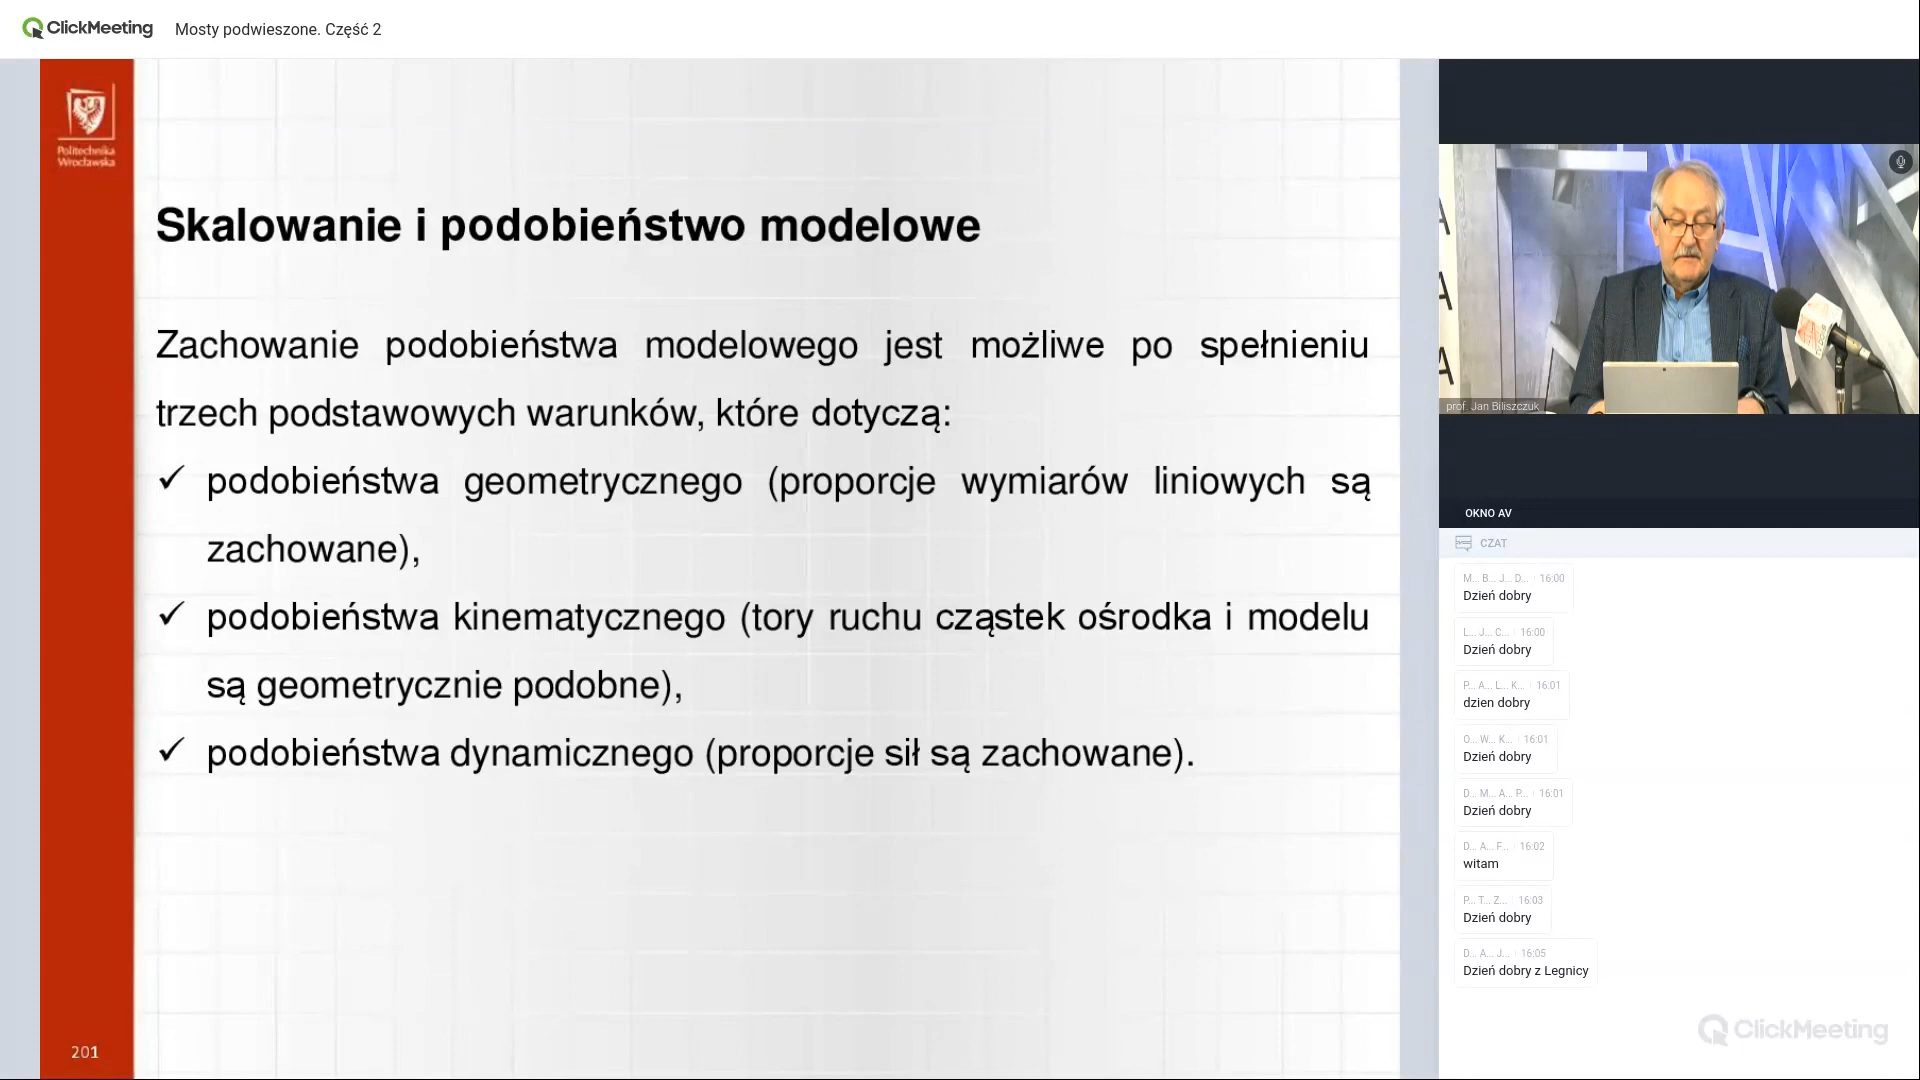 ClickMeeting
Mosty podwieszone. Część 2
Politechnika
Wrocławska
Skalowanie i podobieństwo modelowe
Zachowanie podobieństwa modelowego jest możliwe po spełnieniu
trzech podstawowych warunków, które dotyczą:
✓ podobieństwa geometrycznego (proporcje wymiarów liniowych są
zachowane),
✓ podobieństwa kinematycznego (tory ruchu cząstek ośrodka i modelu
są geometrycznie podobne),
✓ podobieństwa dynamicznego (proporcje sił są zachowane).
201
prof. Jan Biliszczuk
OKNO AV
CZAT
M... B... J... D... 16:00
Dzień dobry
L... J... C... 16:00
Dzień dobry
P... A... L... K... 16:01
dzien dobry
O... W... K... 16:01
Dzień dobry
D... M... A... P... 16:01
Dzień dobry
D... A... F... 16:02
witam
P... T... Z... 16:03
Dzień dobry
D... A... J... 16:05
Dzień dobry z Legnicy
ClickMeeting